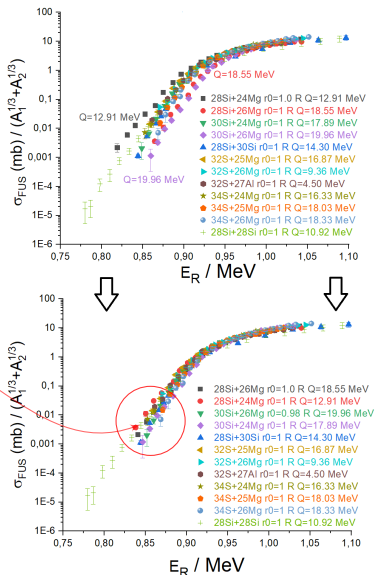 100
10
1
0,1
0,01
1E-3
1E-4
1E-5
1E-6
σFUS (mb) / (A1^1/3+A2^1/3)
Q=18.55 MeV
Q=12.91 MeV
Q=19.96 MeV
28Si+24Mg r0=1.0 R Q=12.91 MeV
28Si+26Mg r0=1 R Q=18.55 MeV
30Si+24Mg r0=1 R Q=17.89 MeV
30Si+26Mg r0=1 R Q=19.96 MeV
28Si+30Si r0=1 R Q=14.30 MeV
32S+25Mg r0=1 R Q=16.87 MeV
32S+26Mg r0=1 R Q=9.36 MeV
32S+27Al r0=1 R Q=4.50 MeV
34S+24Mg r0=1 R Q=16.33 MeV
34S+25Mg r0=1 R Q=18.03 MeV
34S+26Mg r0=1 R Q=18.33 MeV
28Si+28Si r0=1 R Q=10.92 MeV
0,75 0,80 0,85 0,90 0,95 1,00 1,05 1,10
ER / MeV
100
10
1
0,1
0,01
0,001
1E-4
1E-5
1E-6
σFUS (mb) / (A1^1/3+A2^1/3)
28Si+26Mg r0=1.0 R Q=18.55 MeV
28Si+24Mg r0=1 R Q=12.91 MeV
30Si+26Mg r0=0.98 R Q=19.96 MeV
30Si+24Mg r0=1 R Q=17.89 MeV
28Si+30Si r0=1 R Q=14.30 MeV
32S+25Mg r0=1 R Q=16.87 MeV
32S+26Mg r0=1 R Q=9.36 MeV
32S+27Al r0=1 R Q=4.50 MeV
34S+24Mg r0=1 R Q=16.33 MeV
34S+25Mg r0=1 R Q=18.03 MeV
34S+26Mg r0=1 R Q=18.33 MeV
28Si+28Si r0=1 R Q=10.92 MeV
0,75 0,80 0,85 0,90 0,95 1,00 1,05 1,10
ER / MeV